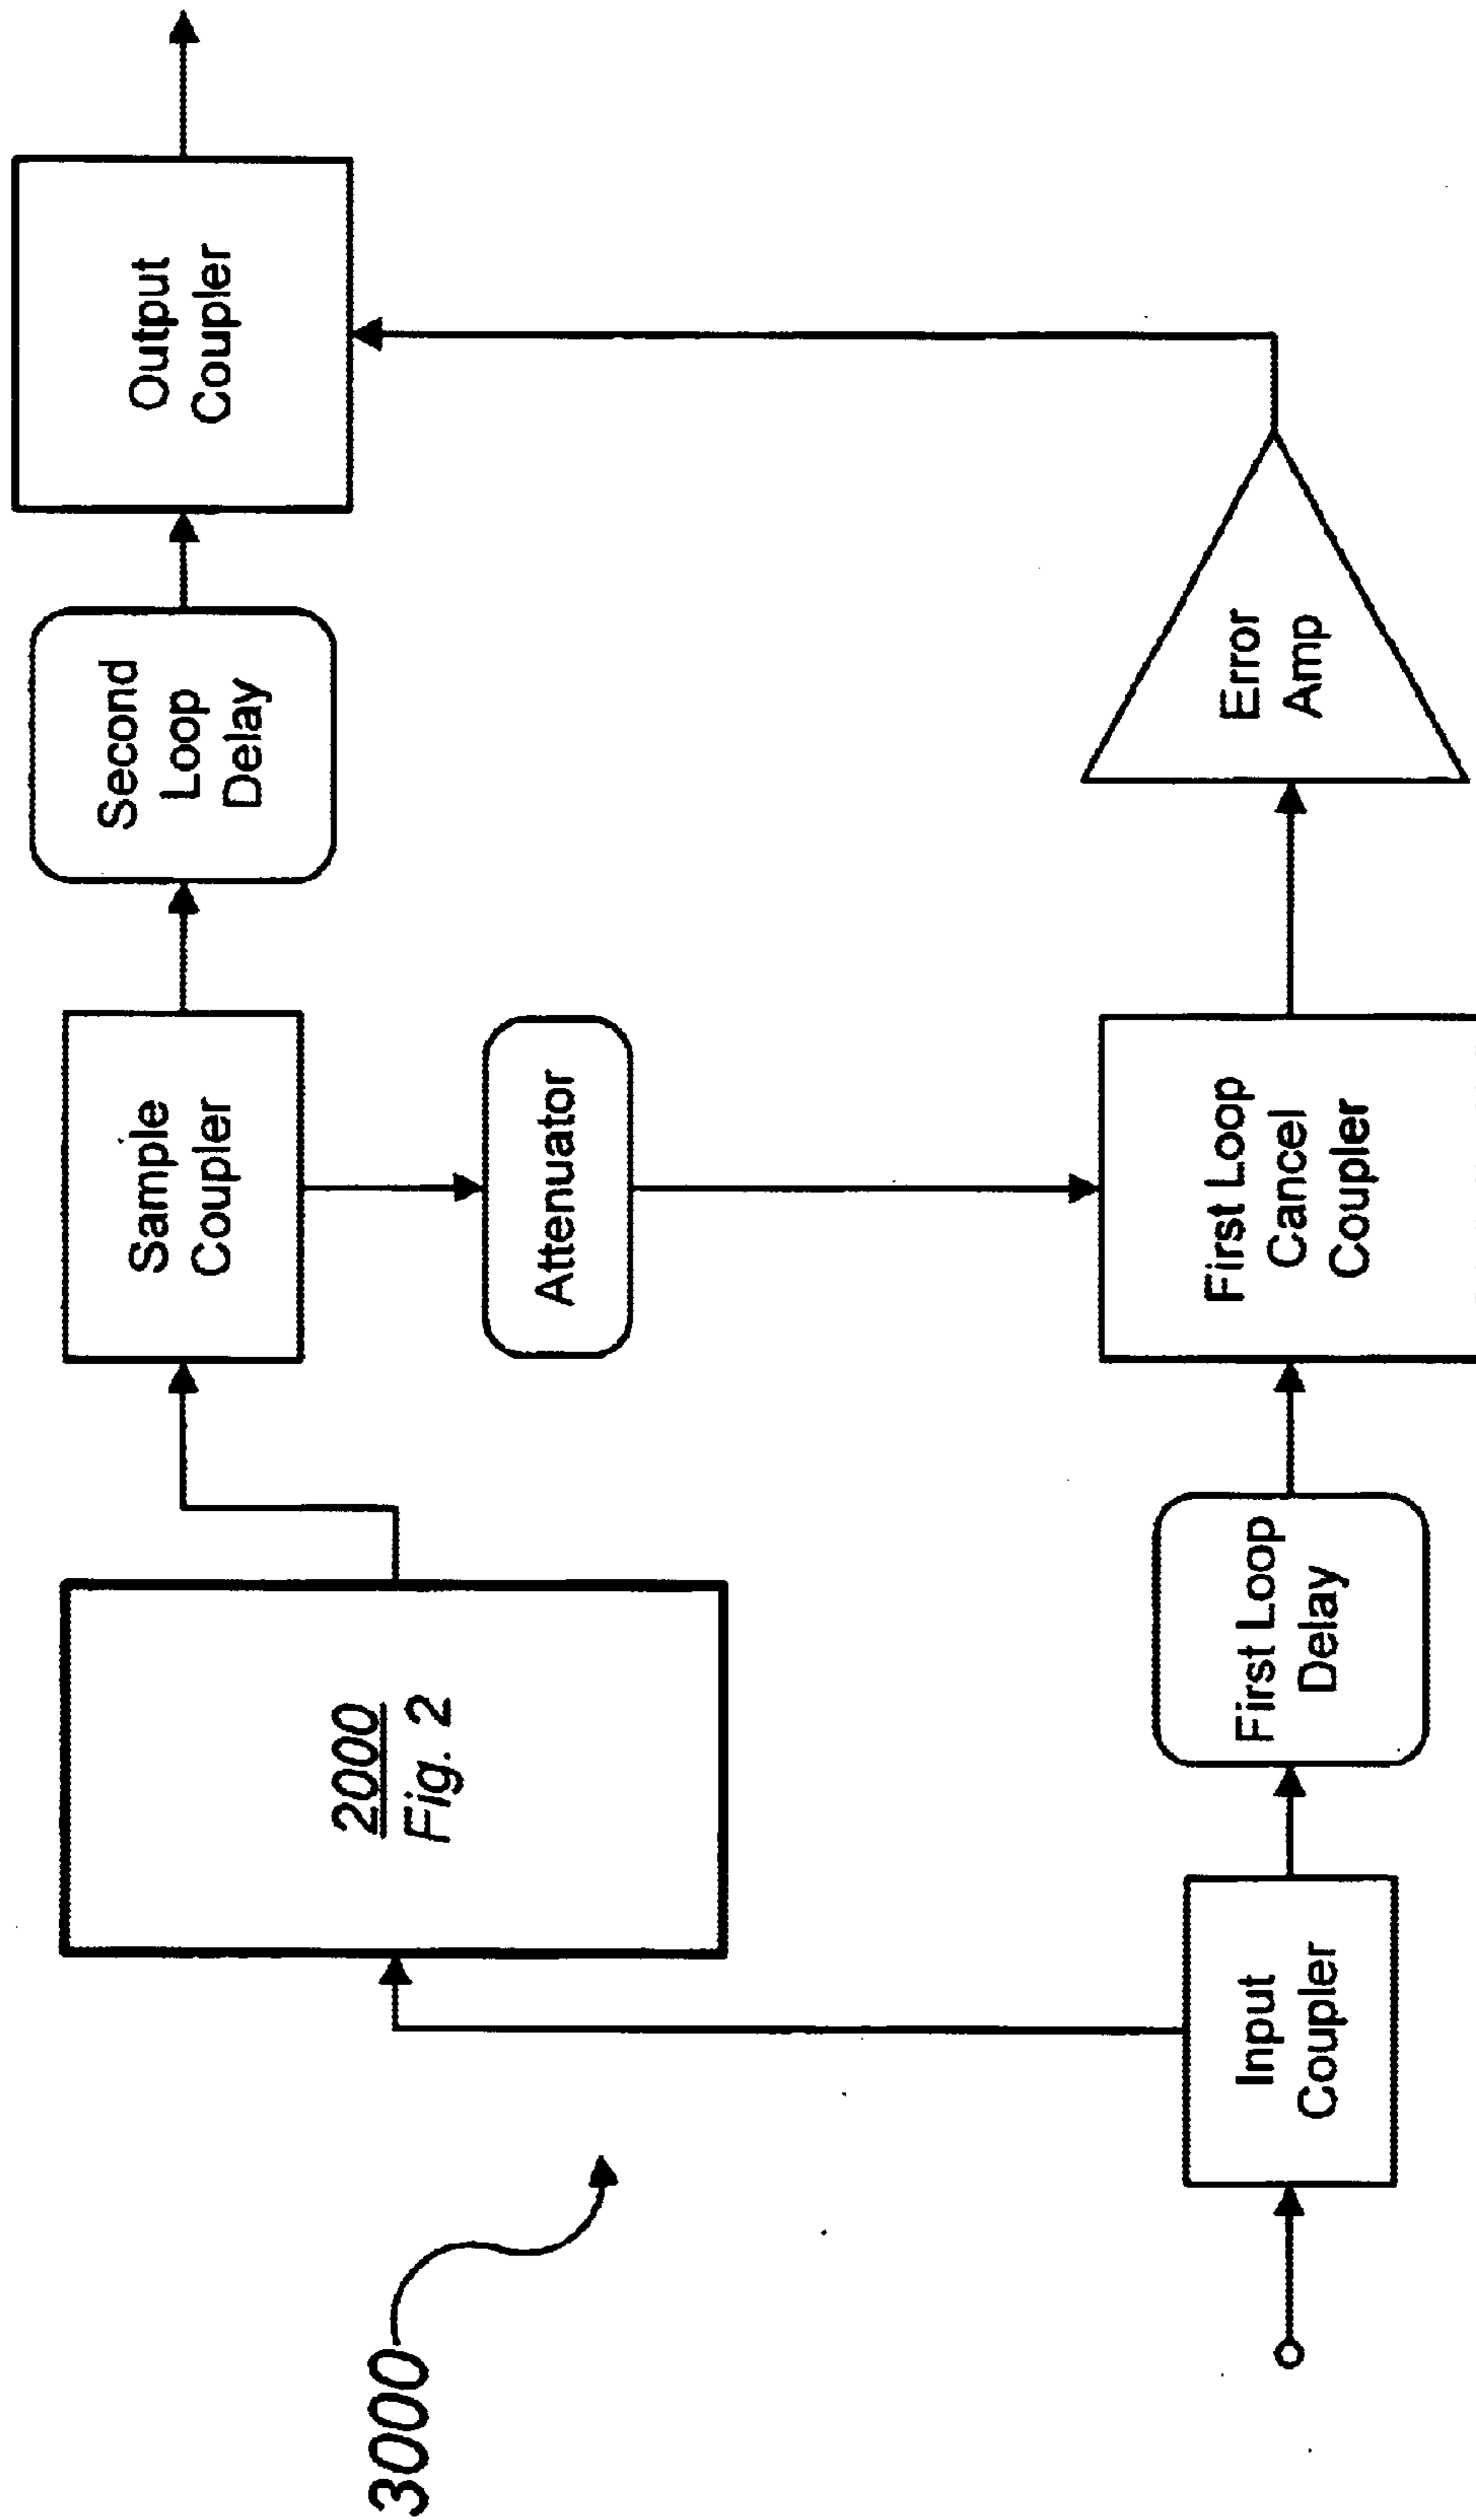 3000
2000
Fig. 2
Sample
Coupler
Second
Loop
Delay
Output
Coupler
Attenuator
Input
Coupler
First Loop
Delay
First Loop
Cancel
Coupler
Error
Amp